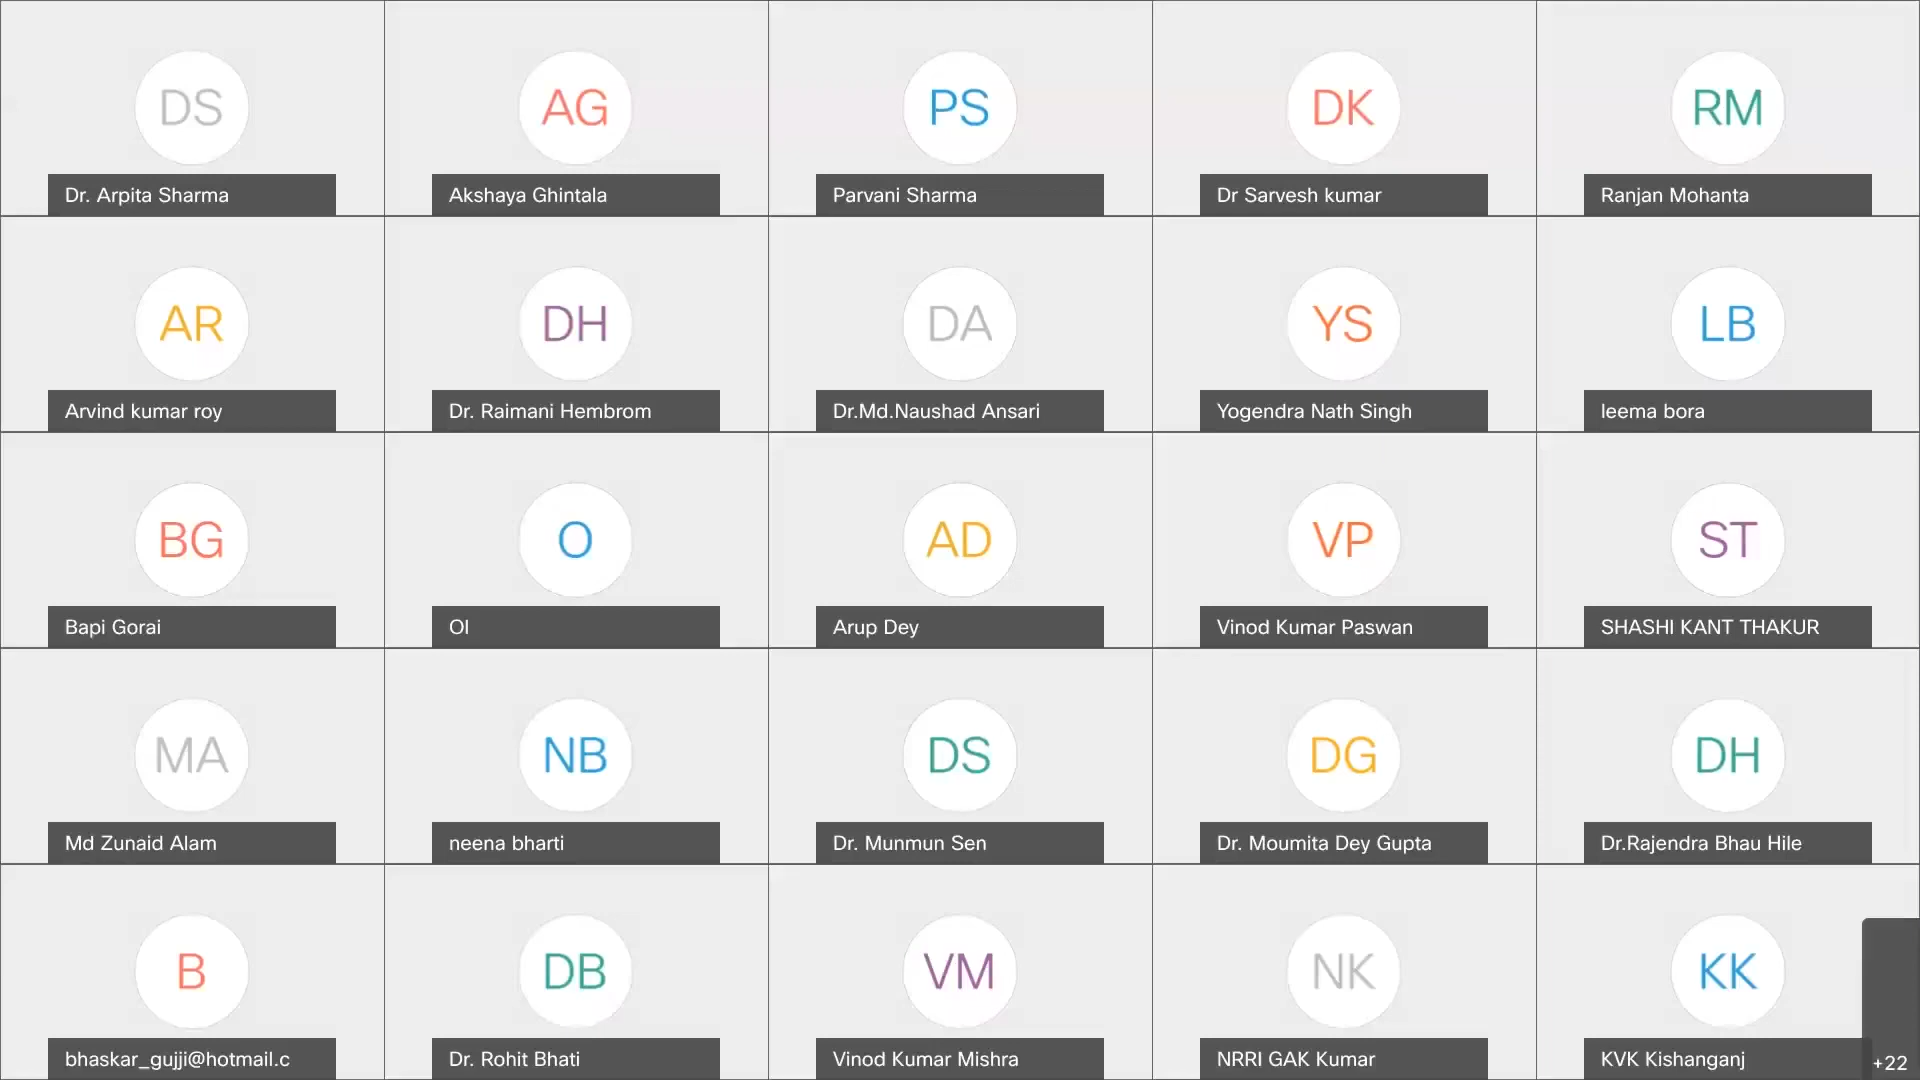 DS
Dr. Arpita Sharma
AG
Akshaya Ghintala
PS
Parvani Sharma
DK
Dr Sarvesh kumar
RM
Ranjan Mohanta
AR
Arvind kumar roy
DH
Dr. Raimani Hembrom
DA
Dr.Md.Naushad Ansari
YS
Yogendra Nath Singh
LB
leema bora
BG
Bapi Gorai
O
OI
AD
Arup Dey
VP
Vinod Kumar Paswan
ST
SHASHI KANT THAKUR
MA
Md Zunaid Alam
NB
neena bharti
DS
Dr. Munmun Sen
DG
Dr. Moumita Dey Gupta
DH
Dr.Rajendra Bhau Hile
B
bhaskar_gujji@hotmail.c
DB
Dr. Rohit Bhati
VM
Vinod Kumar Mishra
NK
NRRI GAK Kumar
KK
KVK Kishanganj
+22